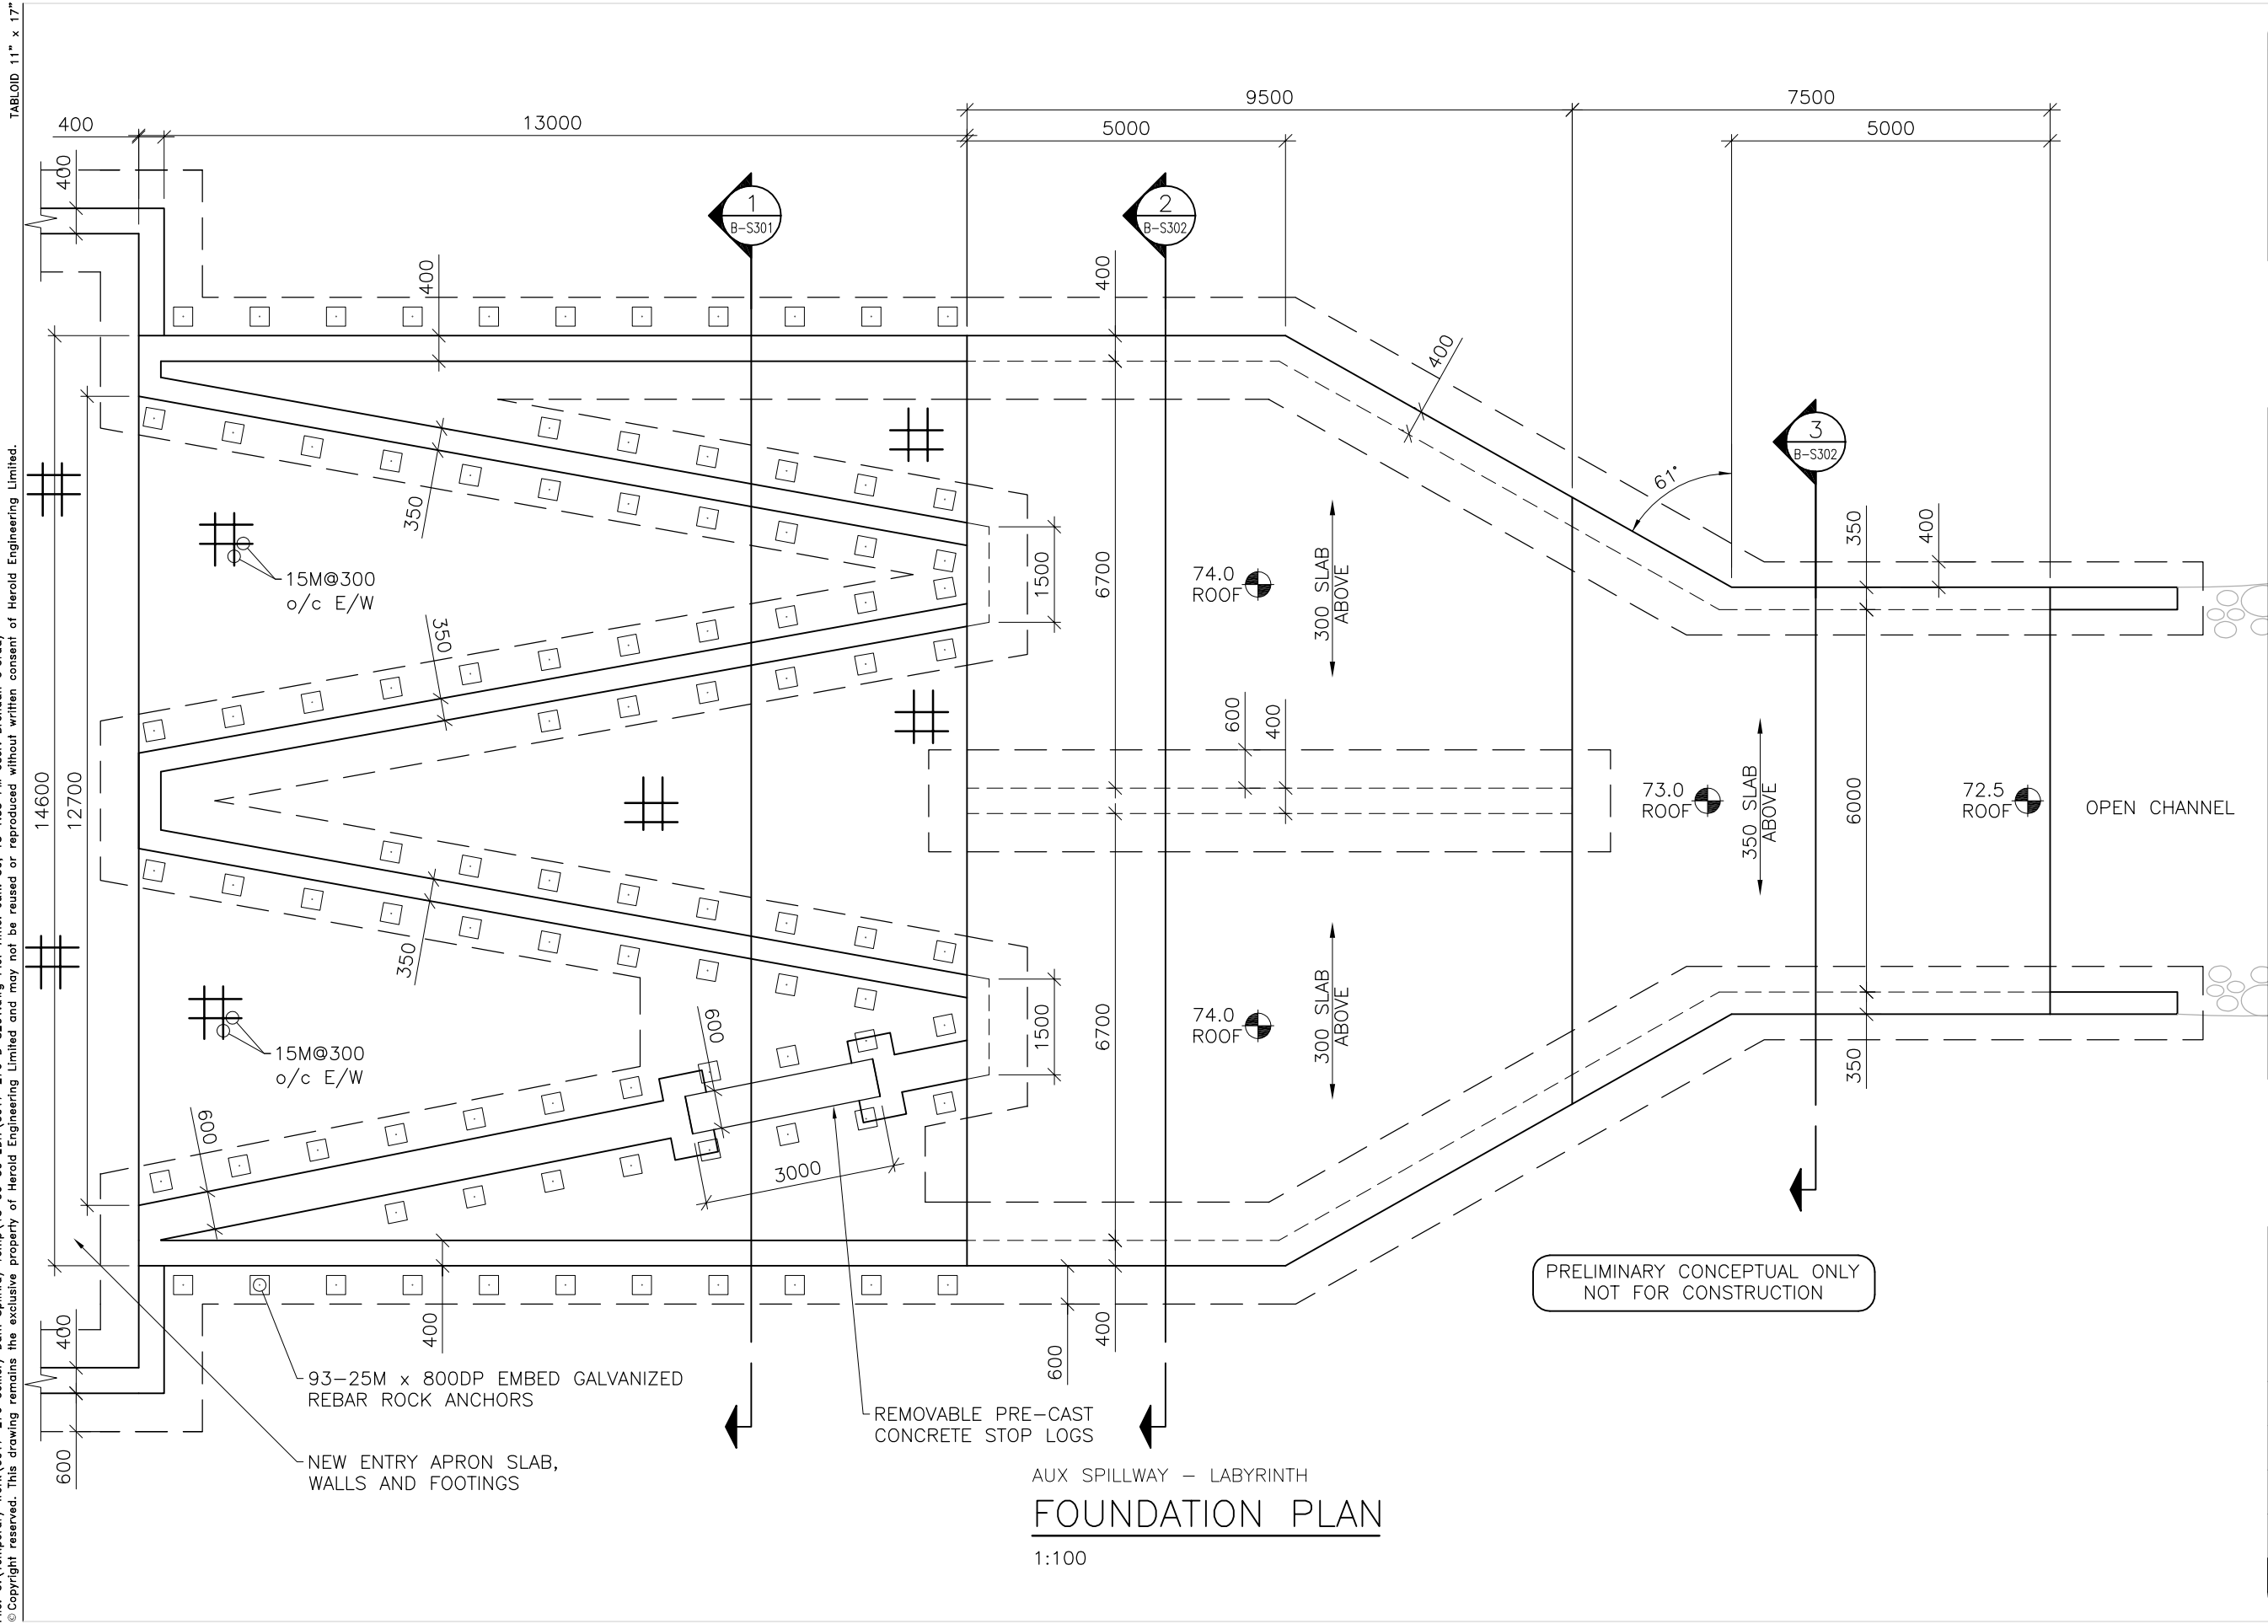 TABLOID 11" x 17"
© Copyright reserved. This drawing remains the exclusive property of Herold Engineering Limited and may not be reused or reproduced without written consent of Herold Engineering Limited.
9500
7500
400
13000
5000
5000
400
1
B-S301
2
B-S302
400
400
400
3
B-S302
61°
350
400
350
15M@300
o/c E/W
350
1500
6700
74.0
ROOF
300 SLAB
ABOVE
600
400
14600
12700
73.0
ROOF
350 SLAB
ABOVE
6000
72.5
ROOF
OPEN CHANNEL
350
600
1500
6700
74.0
ROOF
300 SLAB
ABOVE
350
15M@300
o/c E/W
600
3000
PRELIMINARY CONCEPTUAL ONLY
NOT FOR CONSTRUCTION
400
400
600
400
93-25M x 800DP EMBED GALVANIZED
REBAR ROCK ANCHORS
REMOVABLE PRE-CAST
CONCRETE STOP LOGS
600
NEW ENTRY APRON SLAB,
WALLS AND FOOTINGS
AUX SPILLWAY - LABYRINTH
FOUNDATION PLAN
1:100